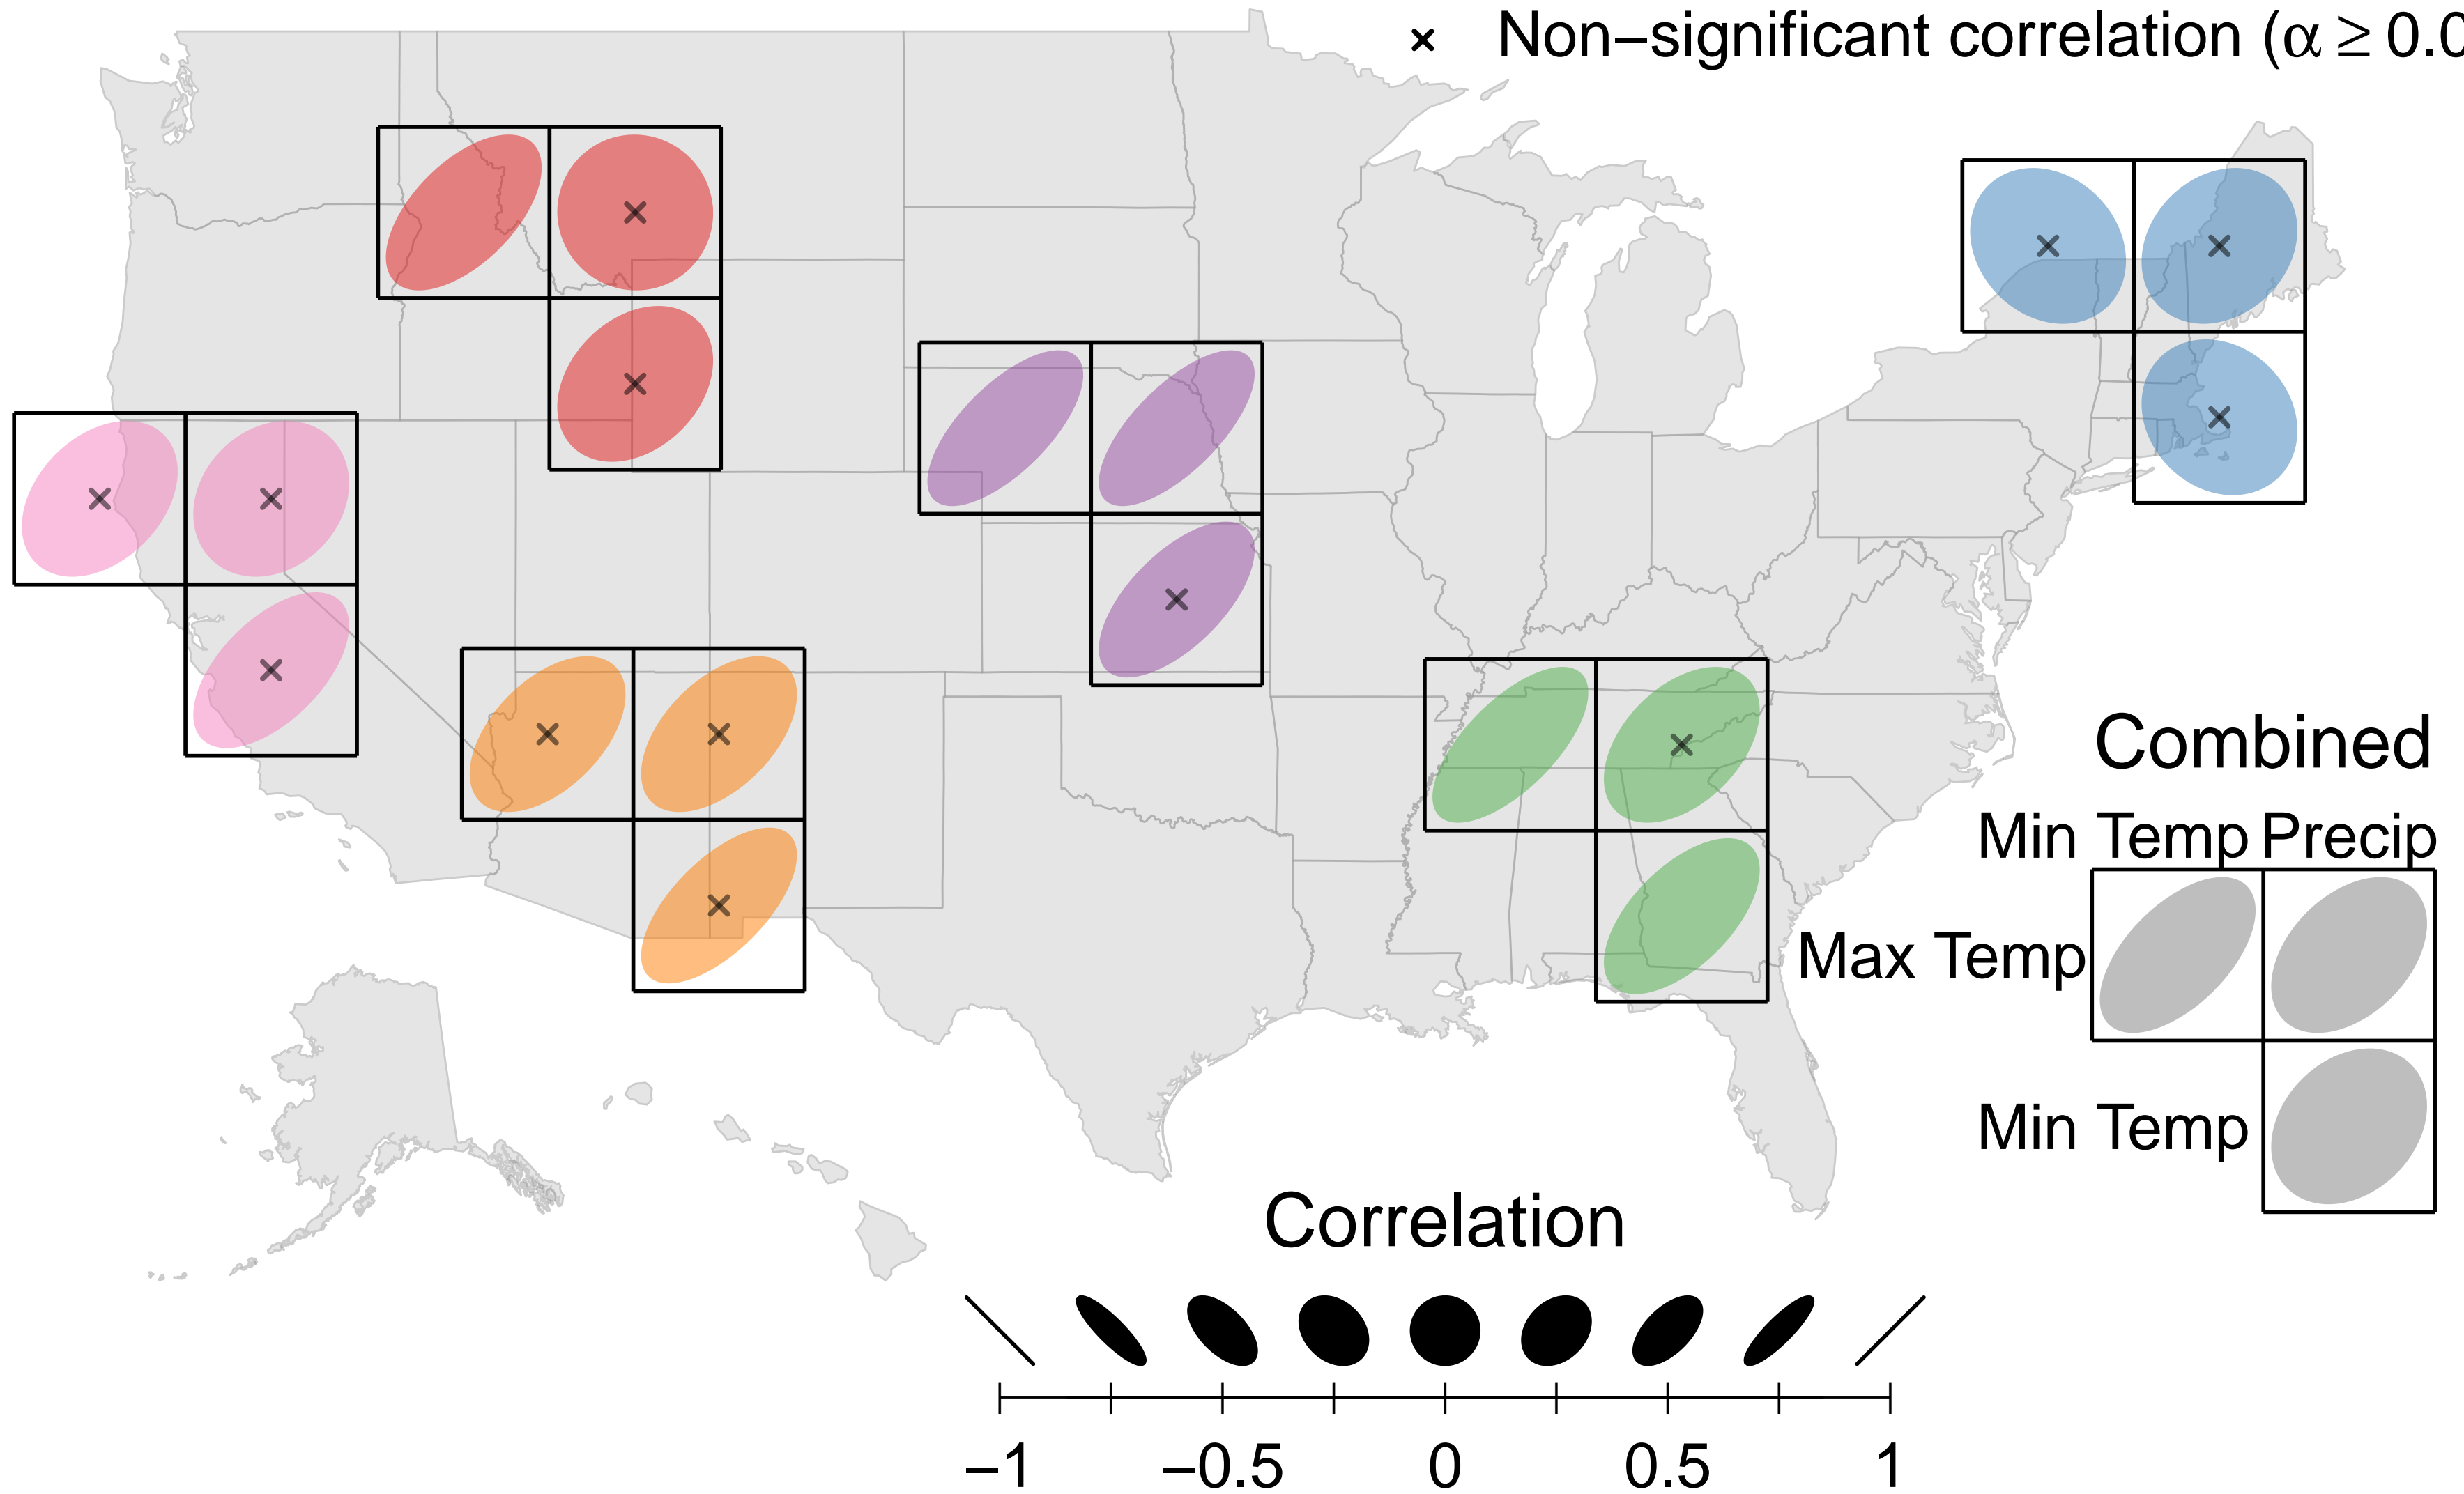 × Non−significant correlation (α ≥ 0.0
Combined
Min Temp Precip
Max Temp
Min Temp
Correlation
−1 −0.5 0 0.5 1